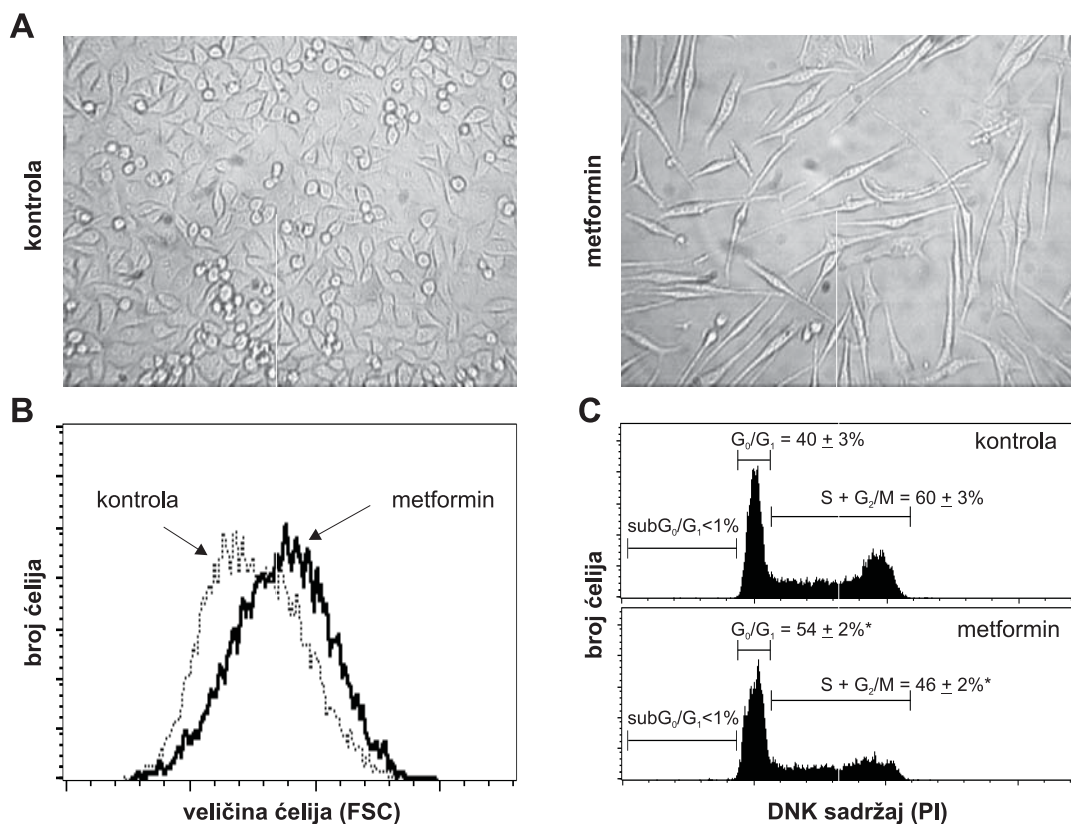 A
kontrola
metformin
B
kontrola
metformin
broj ćelija
veličina ćelija (FSC)
C
G₀/G₁ = 40 ± 3%
kontrola
S + G₂/M = 60 ± 3%
subG₀/G₁<1%
G₀/G₁ = 54 ± 2%*
metformin
S + G₂/M = 46 ± 2%*
subG₀/G₁<1%
broj ćelija
DNK sadržaj (PI)